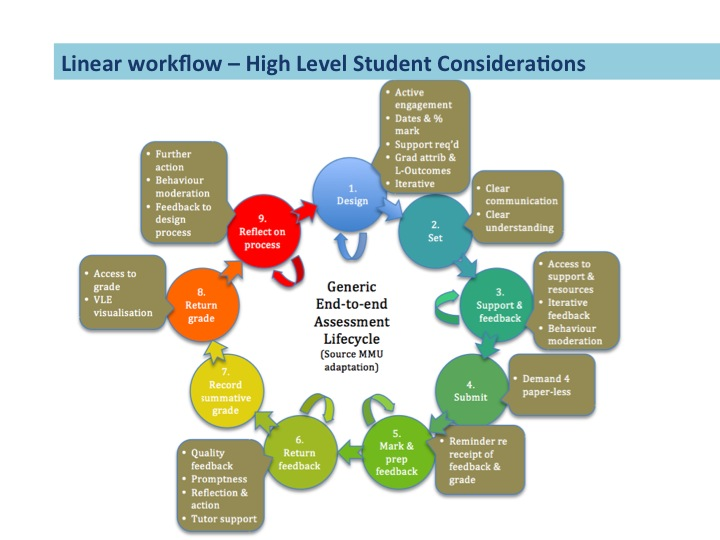 Linear workflow – High Level Student Considerations
• Active
engagement
• Dates & %
mark
• Support req'd
• Grad attrib &
L-Outcomes
• Iterative
1.
Design
• Clear
communication
• Clear
understanding
2.
Set
• Access to
support &
resources
• Iterative
feedback
• Behaviour
moderation
3.
Support &
feedback
• Demand 4
paper-less
4.
Submit
• Reminder re
receipt of
feedback &
grade
5.
Mark &
prep
feedback
6.
Return
feedback
• Quality
feedback
• Promptness
• Reflection &
action
• Tutor support
7.
Record
summative
grade
8.
Return
grade
• Access to
grade
• VLE
visualisation
9.
Reflect on
process
• Further
action
• Behaviour
moderation
• Feedback to
design
process
Generic
End-to-end
Assessment
Lifecycle
(Source MMU
adaptation)